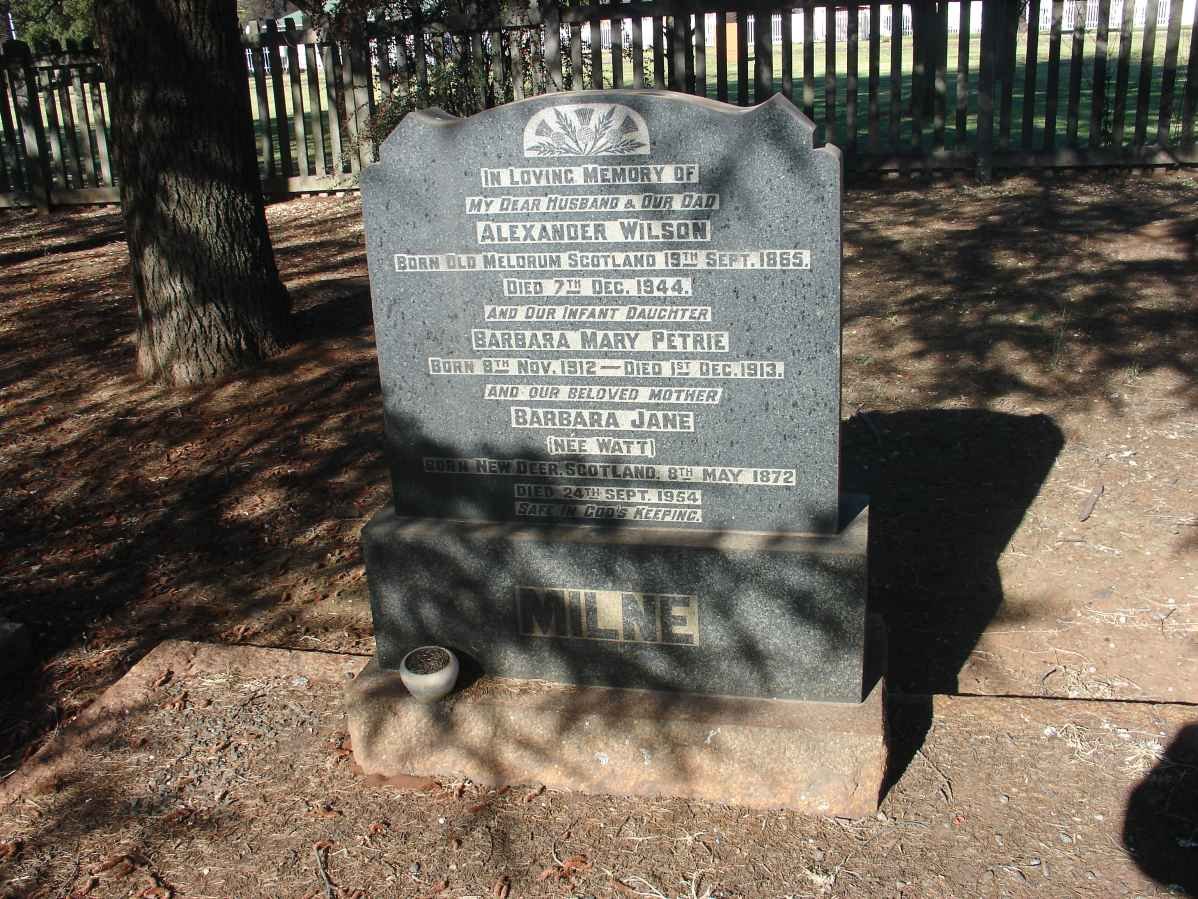 IN LOVING MEMORY OF
MY DEAR HUSBAND & OUR DAD
ALEXANDER WILSON
BORN OLD MELDRUM SCOTLAND 19TH SEPT. 1865.
DIED 7TH DEC. 1944.
AND OUR INFANT DAUGHTER
BARBARA MARY PETRIE
BORN 8TH NOV. 1912 — DIED 1ST DEC. 1913.
AND OUR BELOVED MOTHER
BARBARA JANE
(NÉE WATT)
BORN NEW DEER, SCOTLAND, 8TH MAY 1872
DIED 24TH SEPT. 1954
SAFE IN GOD'S KEEPING.
MILNE